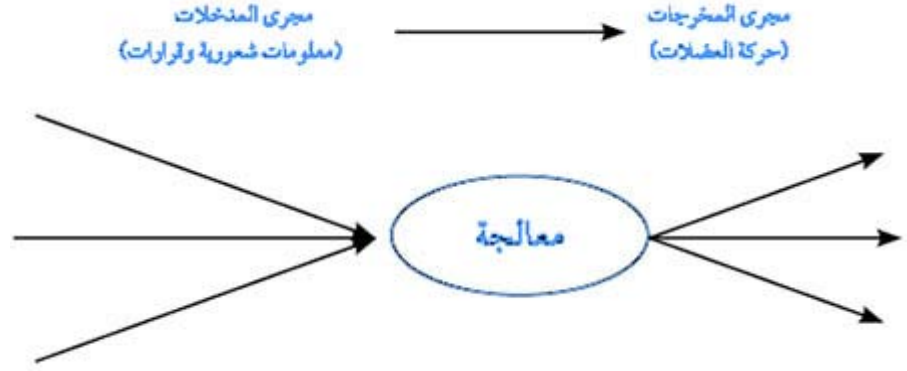 مجرى المدخلات
(معلومات شعورية وقرارات)
مجرى المخرجات
(حركة العضلات)
معالجة